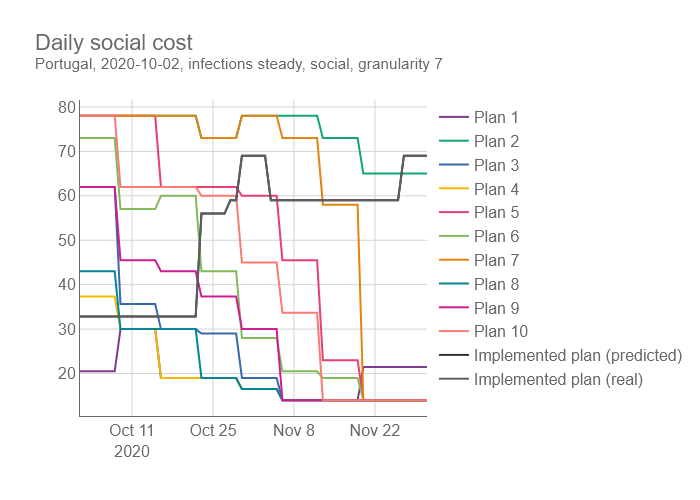 Daily social cost
Portugal, 2020-10-02, infections steady, social, granularity 7
80
70
60
50
40
30
20
Oct 11
2020
Oct 25
Nov 8
Nov 22
Plan 1
Plan 2
Plan 3
Plan 4
Plan 5
Plan 6
Plan 7
Plan 8
Plan 9
Plan 10
Implemented plan (predicted)
Implemented plan (real)